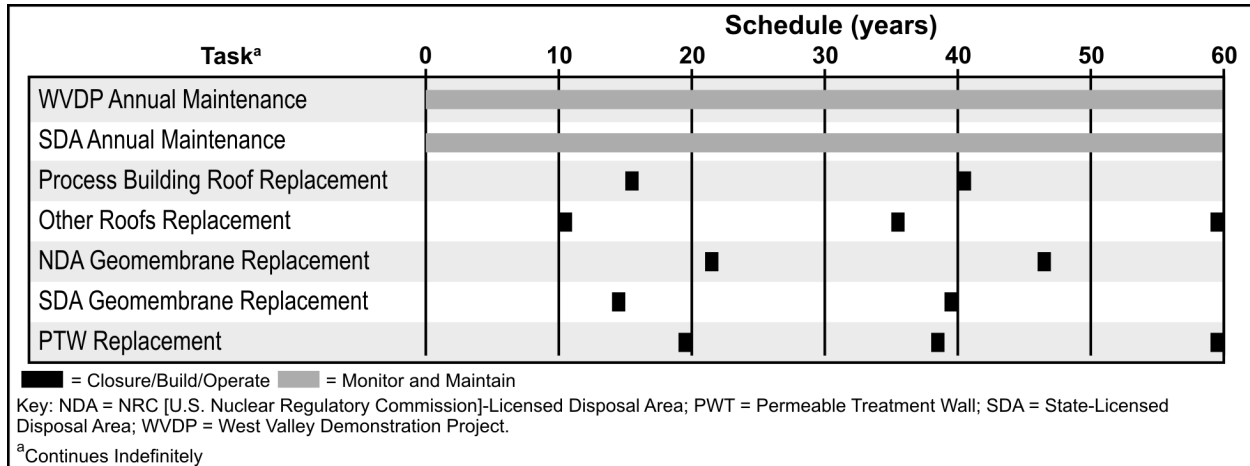 Schedule (years)
Taskᵃ 0 10 20 30 40 50 60
WVDP Annual Maintenance
SDA Annual Maintenance
Process Building Roof Replacement
Other Roofs Replacement
NDA Geomembrane Replacement
SDA Geomembrane Replacement
PTW Replacement
= Closure/Build/Operate = Monitor and Maintain
Key: NDA = NRC [U.S. Nuclear Regulatory Commission]-Licensed Disposal Area; PWT = Permeable Treatment Wall; SDA = State-Licensed
Disposal Area; WVDP = West Valley Demonstration Project.
ᵃContinues Indefinitely